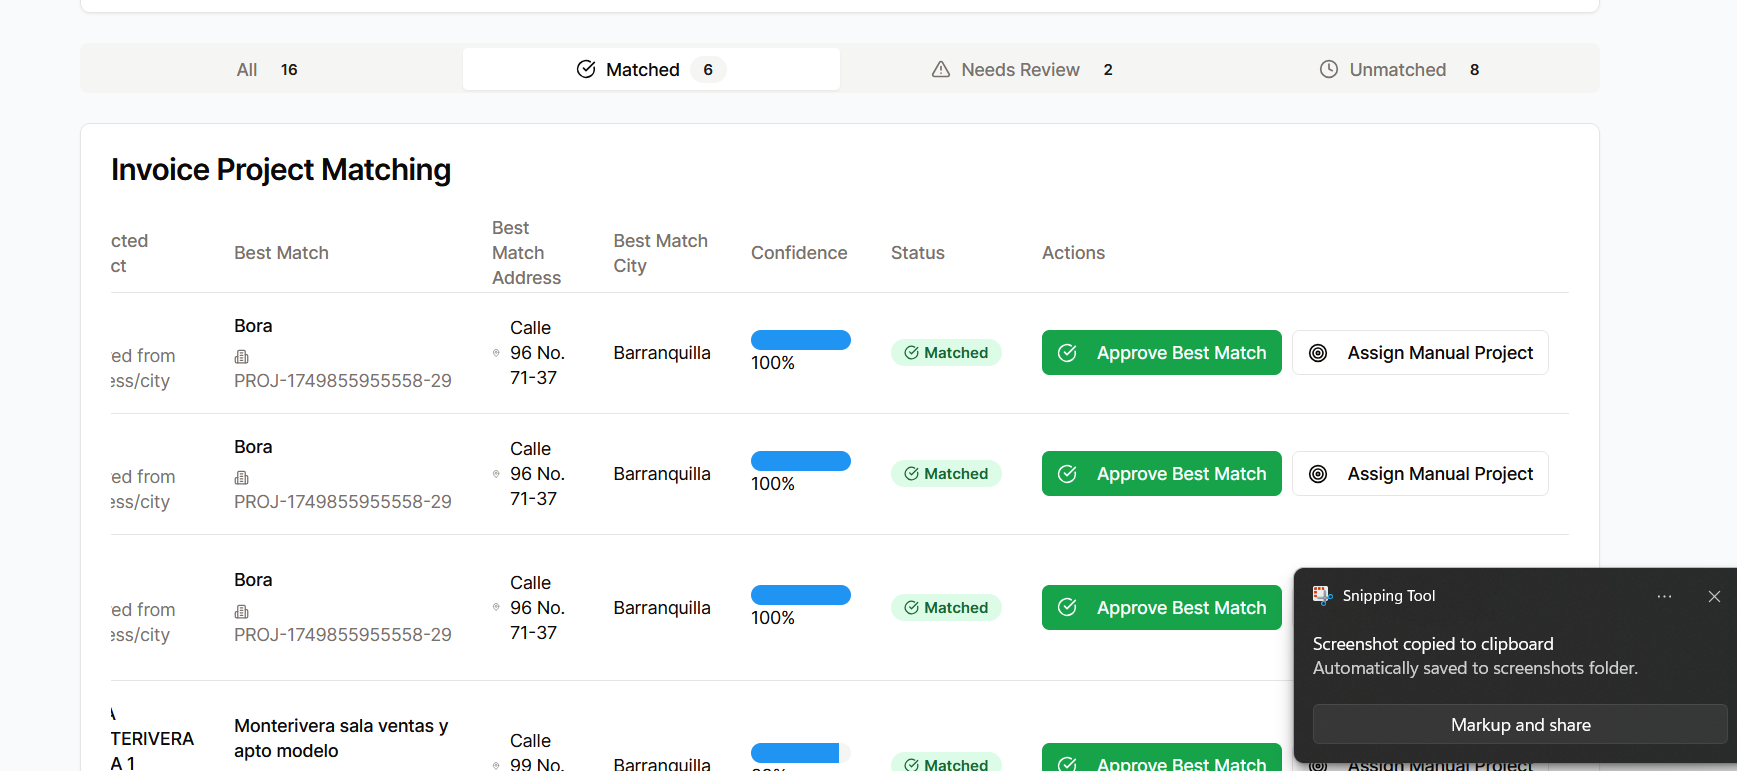 All 16 Matched 6 Needs Review 2 Unmatched 8
Invoice Project Matching
cted
ct
Best Match
Best
Match
Address
Best Match
City
Confidence
Status
Actions
ed from
ess/city
Bora
PROJ-1749855955558-29
Calle
96 No.
71-37
Barranquilla
100%
Matched
Approve Best Match
Assign Manual Project
ed from
ess/city
Bora
PROJ-1749855955558-29
Calle
96 No.
71-37
Barranquilla
100%
Matched
Approve Best Match
Assign Manual Project
ed from
ess/city
Bora
PROJ-1749855955558-29
Calle
96 No.
71-37
Barranquilla
100%
Matched
Approve Best Match
A
TERIVERA
A 1
Monterivera sala ventas y
apto modelo
Calle
99 No.
Barranquilla
Matched
Approve Best Match
Assign Manual Project
Snipping Tool
Screenshot copied to clipboard
Automatically saved to screenshots folder.
Markup and share